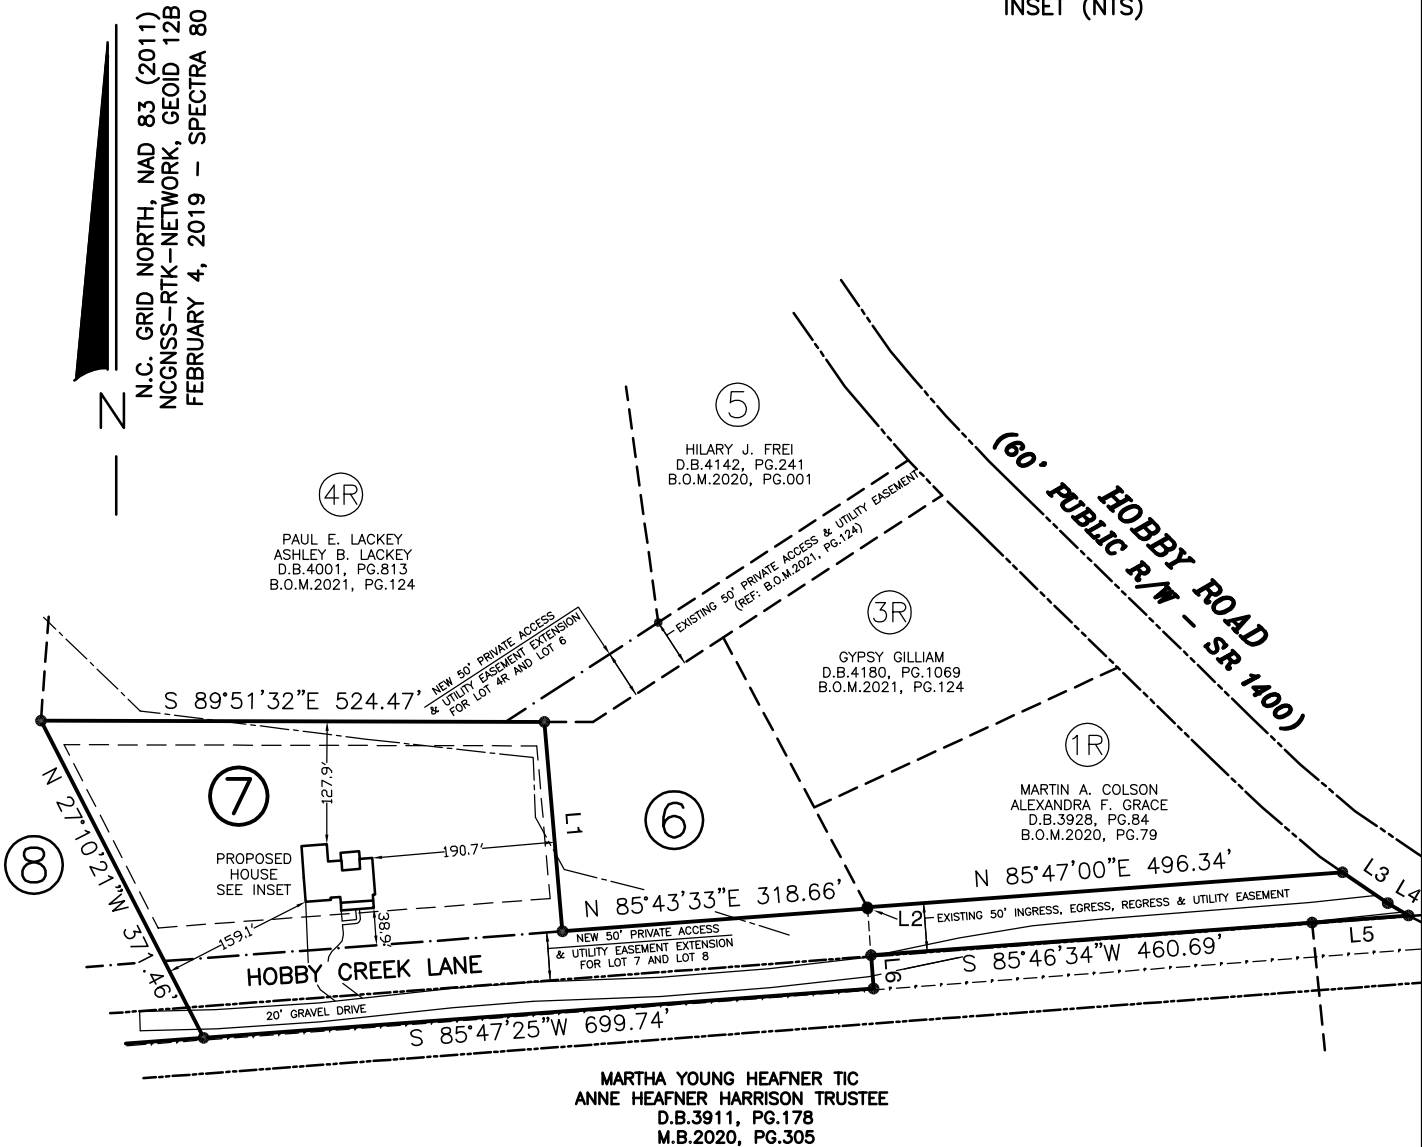 INSET (NTS)
N.C. GRID NORTH, NAD 83 (2011)
NCGNSS-RTK-NETWORK, GEOID 12B
FEBRUARY 4, 2019 - SPECTRA 80
N
5
HILARY J. FREI
D.B.4142, PG.241
B.O.M.2020, PG.001
4R
PAUL E. LACKEY
ASHLEY B. LACKEY
D.B.4001, PG.813
B.O.M.2021, PG.124
HOBBY ROAD
(60' PUBLIC R/W - SR 1400)
EXISTING 50' PRIVATE ACCESS & UTILITY EASEMENT
(REF: B.O.M.2021, PG.124)
3R
GYPSY GILLIAM
D.B.4180, PG.1069
B.O.M.2021, PG.124
NEW 50' PRIVATE ACCESS
& UTILITY EASEMENT EXTENSION
FOR LOT 4R AND LOT 6
S 89°51'32"E 524.47'
1R
MARTIN A. COLSON
ALEXANDRA F. GRACE
D.B.3928, PG.84
B.O.M.2020, PG.79
7
127.9'
L1
6
8
N 27°10'21"W 371.46'
PROPOSED
HOUSE
SEE INSET
190.7'
159.1'
38.9'
N 85°43'33"E 318.66'
N 85°47'00"E 496.34'
L3
L4
L2
EXISTING 50' INGRESS, EGRESS, REGRESS & UTILITY EASEMENT
L5
NEW 50' PRIVATE ACCESS
& UTILITY EASEMENT EXTENSION
FOR LOT 7 AND LOT 8
HOBBY CREEK LANE
L6
S 85°46'34"W 460.69'
20' GRAVEL DRIVE
S 85°47'25"W 699.74'
MARTHA YOUNG HEAFNER TIC
ANNE HEAFNER HARRISON TRUSTEE
D.B.3911, PG.178
M.B.2020, PG.305